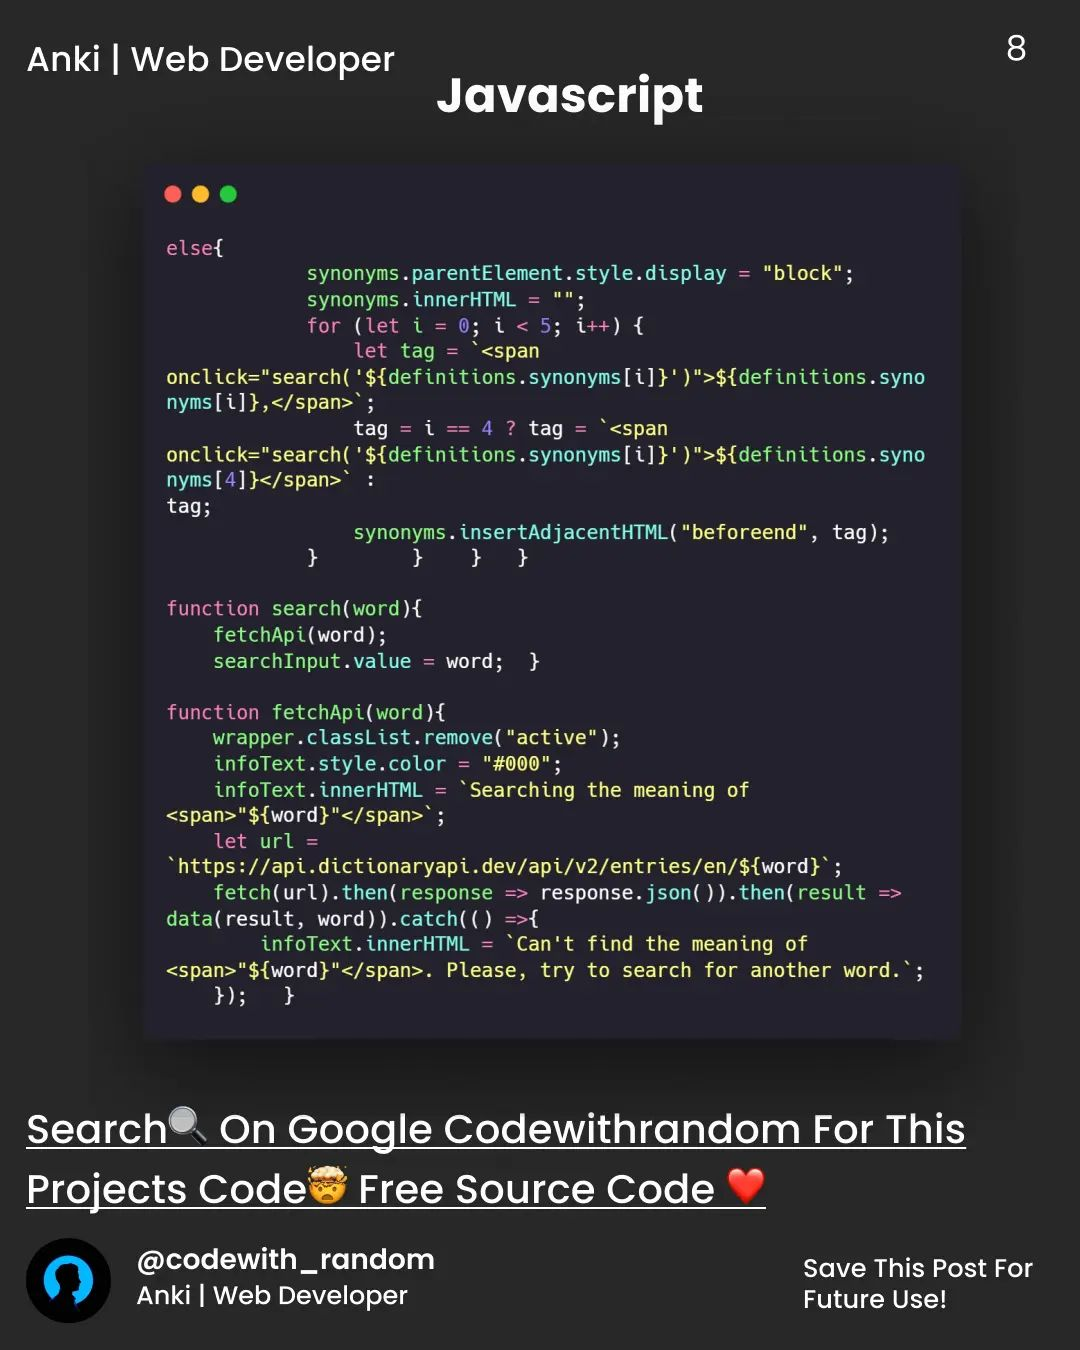 Anki | Web Developer
8
Javascript
else{
            synonyms.parentElement.style.display = "block";
            synonyms.innerHTML = "";
            for (let i = 0; i < 5; i++) {
                let tag = `<span
onclick="search('${definitions.synonyms[i]}')">${definitions.syno
nyms[i]},</span>`;
                tag = i == 4 ? tag = `<span
onclick="search('${definitions.synonyms[i]}')">${definitions.syno
nyms[4]}</span>` :
tag;
                synonyms.insertAdjacentHTML("beforeend", tag);
            }        }    }   }
function search(word){
    fetchApi(word);
    searchInput.value = word;  }
function fetchApi(word){
    wrapper.classList.remove("active");
    infoText.style.color = "#000";
    infoText.innerHTML = `Searching the meaning of
<span>"${word}"</span>`;
    let url =
`https://api.dictionaryapi.dev/api/v2/entries/en/${word}`;
    fetch(url).then(response => response.json()).then(result =>
data(result, word)).catch(() =>{
        infoText.innerHTML = `Can't find the meaning of
<span>"${word}"</span>. Please, try to search for another word.`;
    });   }
Search🔍 On Google Codewithrandom For This
Projects Code🤯 Free Source Code ❤️
@codewith_random
Anki | Web Developer
Save This Post For
Future Use!